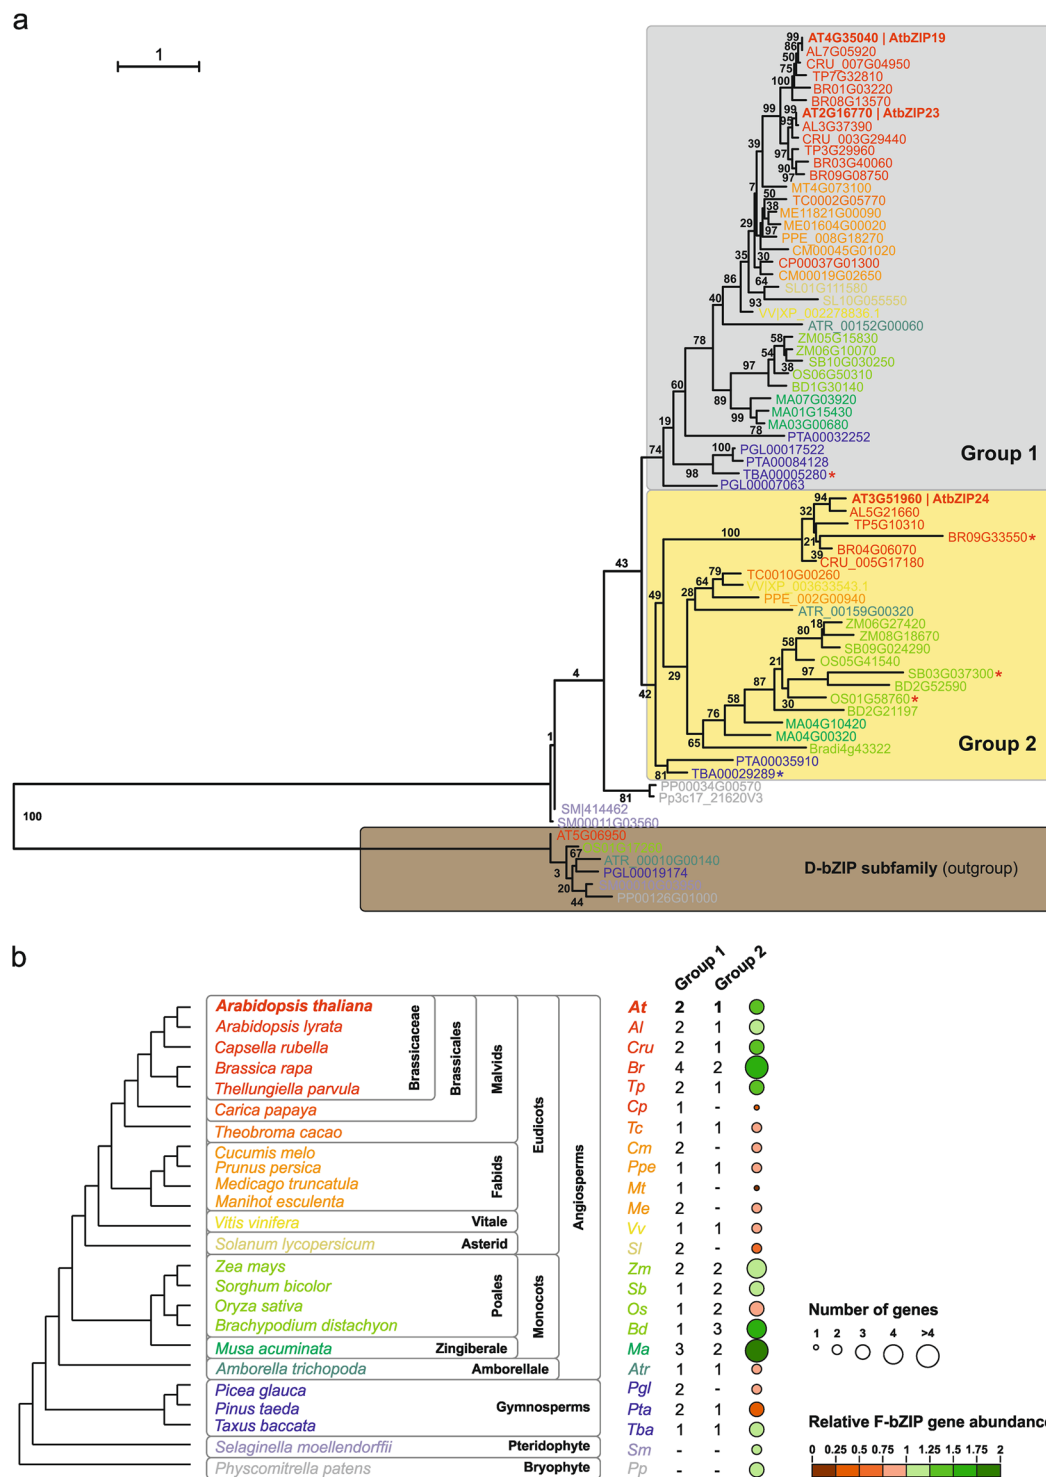 a
1
99
AT4G35040 | AtbZIP19
86
AL7G05920
50
CRU_007G04950
75
TP7G32810
100
BR01G03220
BR08G13570
99
99
AT2G16770 | AtbZIP23
95
AL3G37390
CRU_003G29440
39
97
TP3G29960
BR03G40060
90
BR09G08750
97
7
MT4G073100
50
TC0002G05770
38
ME11821G00090
ME01604G00020
29
97
PPE_008G18270
CM00045G01020
35
30
CP00037G01300
CM00019G02650
86
64
SL01G111580
40
93
SL10G055550
VVIXP_002278836.1
ATR_00152G00060
78
58
ZM05G15830
ZM06G10070
54
SB10G030250
97
38
OS06G50310
60
BD1G30140
89
MA07G03920
99
MA01G15430
MA03G00680
19
78
PTA00032252
74
100
PGL00017522
PTA00084128
98
TBA00005280*
PGL00007063
Group 1
94
AT3G51960 | AtbZIP24
32
AL5G21660
TP5G10310
100
21
BR09G33550*
39
BR04G06070
CRU_005G17180
43
79
TC0010G00260
64
VVIXP_003633543.1
49
28
PPE_002G00940
ATR_00159G00320
18
ZM06G27420
80
ZM08G18670
58
SB09G024290
21
OS05G41540
4
29
97
SB03G037300*
87
BD2G52590
42
58
30
OS01G58760*
BD2G21197
76
MA04G10420
1
65
MA04G00320
Bradi4g43322
Group 2
PTA00035910
81
TBA00029289*
81
PP00034G00570
Pp3c17_21620V3
100
SM|414462
SM00011G03560
AT5G06950
67
OS01G17260
ATR_00010G00140
3
PGL00019174
20
44
PP00126G01000
D-bZIP subfamily (outgroup)
b
Group 1 Group 2
Arabidopsis thaliana At 2 1
Arabidopsis lyrata Al 2 1
Capsella rubella Cru 2 1
Brassica rapa Br 4 2
Thellungiella parvula Tp 2 1
Carica papaya Cp 1 -
Theobroma cacao Tc 1 1
Cucumis melo Cm 2 -
Prunus persica Ppe 1 1
Medicago truncatula Mt 1 -
Manihot esculenta Me 2 -
Vitis vinifera Vitale Vv 1 1
Solanum lycopersicum Asterid Sl 2 -
Zea mays Zm 2 2
Sorghum bicolor Sb 1 2
Oryza sativa Os 1 2
Brachypodium distachyon Bd 1 3
Musa acuminata Zingiberale Ma 3 2
Amborella trichopoda Amborellale Atr 1 1
Picea glauca Pgl 2 -
Pinus taeda Gymnosperms Pta 2 1
Taxus baccata Tba 1 1
Selaginella moellendorffii Pteridophyte Sm - -
Physcomitrella patens Bryophyte Pp - -
Brassicaceae
Brassicales
Malvids
Eudicots
Angiosperms
Fabids
Poales
Monocots
Number of genes
1 2 3 4 >4
Relative F-bZIP gene abundance
0 0.25 0.5 0.75 1 1.25 1.5 1.75 2